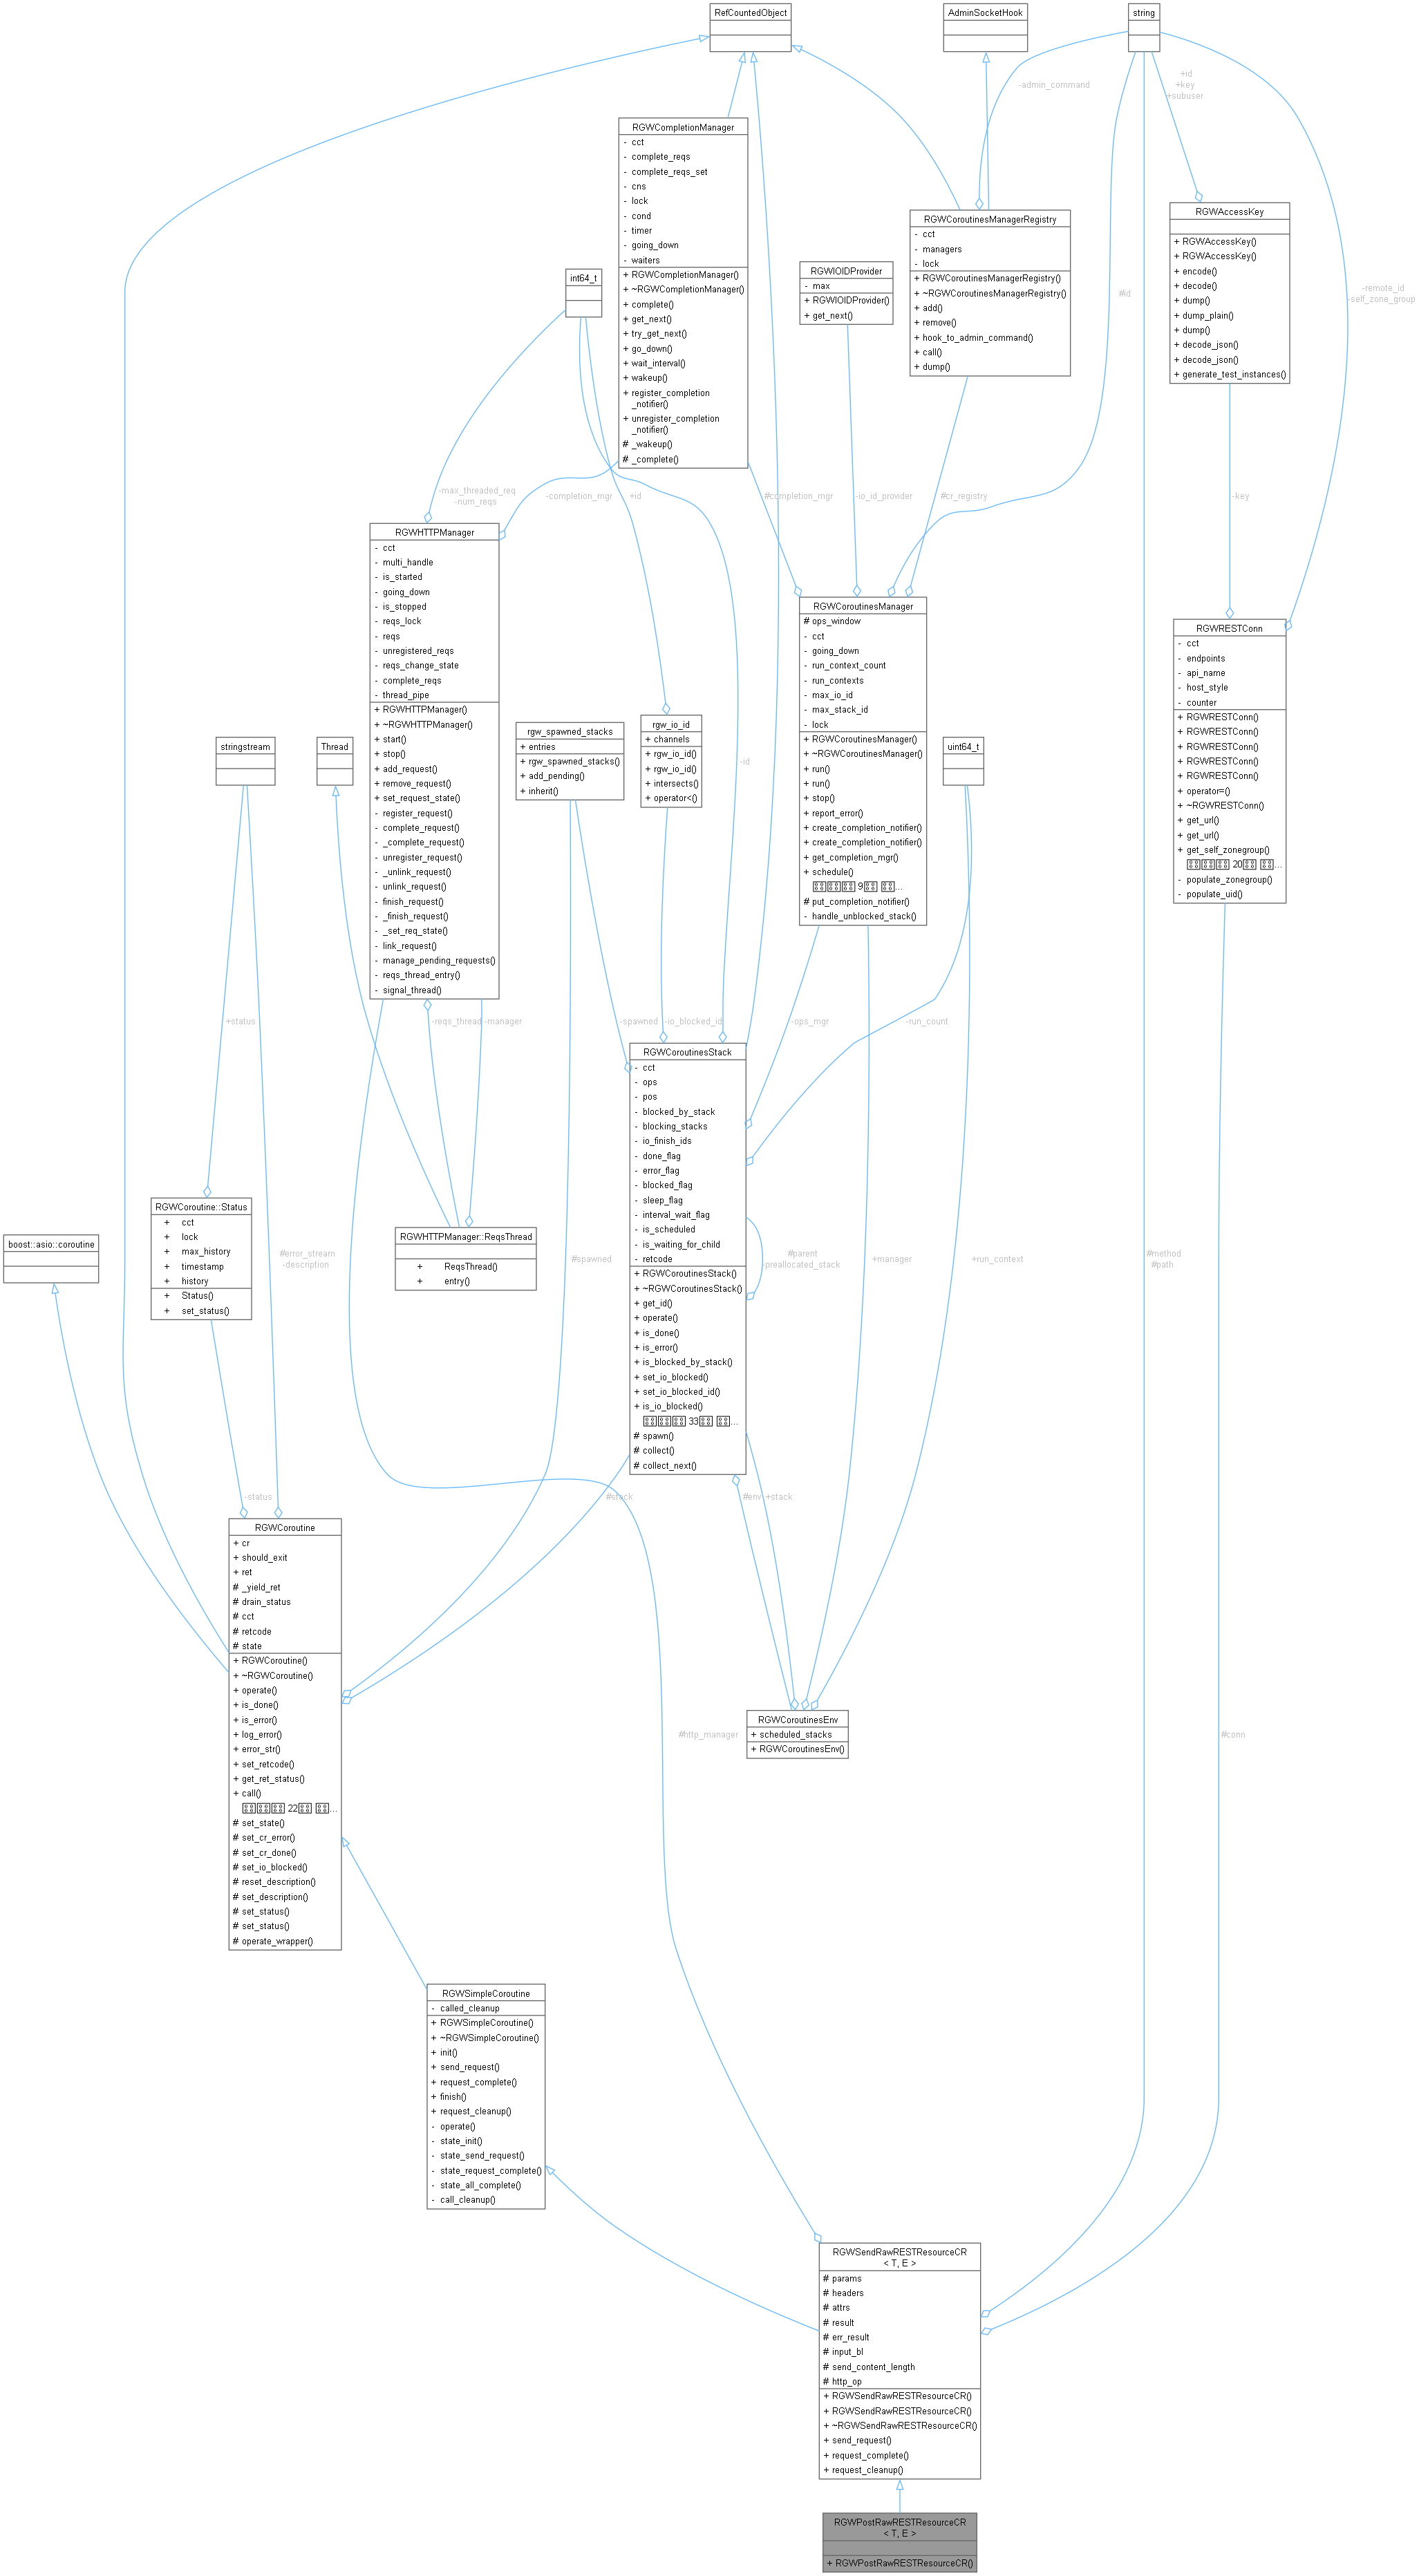 RefCountedObject
AdminSocketHook
string
+id
+key
+subuser
-admin_command
RGWCompletionManager
- cct
- complete_reqs
- complete_reqs_set
- cns
- lock
- cond
- timer
- going_down
- waiters
+ RGWCompletionManager()
+ ~RGWCompletionManager()
+ complete()
+ get_next()
+ try_get_next()
+ go_down()
+ wait_interval()
+ wakeup()
+ register_completion
_notifier()
+ unregister_completion
_notifier()
# _wakeup()
# _complete()
RGWCoroutinesManagerRegistry
- cct
- managers
- lock
+ RGWCoroutinesManagerRegistry()
+ ~RGWCoroutinesManagerRegistry()
+ add()
+ remove()
+ hook_to_admin_command()
+ call()
+ dump()
RGWAccessKey
+ RGWAccessKey()
+ RGWAccessKey()
+ encode()
+ decode()
+ dump()
+ dump_plain()
+ dump()
+ decode_json()
+ decode_json()
+ generate_test_instances()
RGWIOIDProvider
- max
+ RGWIOIDProvider()
+ get_next()
int64_t
#id
-remote_id
-self_zone_group
-max_threaded_req
-num_reqs
-completion_mgr
+id
#completion_mgr
-io_id_provider
#cr_registry
-key
RGWHTTPManager
- cct
- multi_handle
- is_started
- going_down
- is_stopped
- reqs_lock
- reqs
- unregistered_reqs
- reqs_change_state
- complete_reqs
- thread_pipe
+ RGWHTTPManager()
+ ~RGWHTTPManager()
+ start()
+ stop()
+ add_request()
+ remove_request()
+ set_request_state()
- register_request()
- complete_request()
- _complete_request()
- unregister_request()
- _unlink_request()
- unlink_request()
- finish_request()
- _finish_request()
- _set_req_state()
- link_request()
- manage_pending_requests()
- reqs_thread_entry()
- signal_thread()
RGWCoroutinesManager
# ops_window
- cct
- going_down
- run_context_count
- run_contexts
- max_io_id
- max_stack_id
- lock
+ RGWCoroutinesManager()
+ ~RGWCoroutinesManager()
+ run()
+ run()
+ stop()
+ report_error()
+ create_completion_notifier()
+ create_completion_notifier()
+ get_completion_mgr()
+ schedule()
9 ...
# put_completion_notifier()
- handle_unblocked_stack()
RGWRESTConn
- cct
- endpoints
- api_name
- host_style
- counter
+ RGWRESTConn()
+ RGWRESTConn()
+ RGWRESTConn()
+ RGWRESTConn()
+ RGWRESTConn()
+ operator=()
+ ~RGWRESTConn()
+ get_url()
+ get_url()
+ get_self_zonegroup()
20 ...
- populate_zonegroup()
- populate_uid()
stringstream
Thread
rgw_spawned_stacks
+ entries
+ rgw_spawned_stacks()
+ add_pending()
+ inherit()
rgw_io_id
+ channels
+ rgw_io_id()
+ rgw_io_id()
+ intersects()
+ operator<()
uint64_t
-id
+status
-reqs_thread
-manager
-spawned
-io_blocked_id
-ops_mgr
-run_count
RGWCoroutinesStack
- cct
- ops
- pos
- blocked_by_stack
- blocking_stacks
- io_finish_ids
- done_flag
- error_flag
- blocked_flag
- sleep_flag
- interval_wait_flag
- is_scheduled
- is_waiting_for_child
- retcode
+ RGWCoroutinesStack()
+ ~RGWCoroutinesStack()
+ get_id()
+ operate()
+ is_done()
+ is_error()
+ is_blocked_by_stack()
+ set_io_blocked()
+ set_io_blocked_id()
+ is_io_blocked()
33 ...
# spawn()
# collect()
# collect_next()
RGWCoroutine::Status
+ cct
+ lock
+ max_history
+ timestamp
+ history
+ Status()
+ set_status()
boost::asio::coroutine
RGWHTTPManager::ReqsThread
+ ReqsThread()
+ entry()
#error_stream
-description
#spawned
#parent
-preallocated_stack
+manager
+run_context
#method
#path
-status
#stack
#env
+stack
RGWCoroutine
+ cr
+ should_exit
+ ret
# _yield_ret
# drain_status
# cct
# retcode
# state
+ RGWCoroutine()
+ ~RGWCoroutine()
+ operate()
+ is_done()
+ is_error()
+ log_error()
+ error_str()
+ set_retcode()
+ get_ret_status()
+ call()
22 ...
# set_state()
# set_cr_error()
# set_cr_done()
# set_io_blocked()
# reset_description()
# set_description()
# set_status()
# set_status()
# operate_wrapper()
RGWCoroutinesEnv
+ scheduled_stacks
+ RGWCoroutinesEnv()
#http_manager
#conn
RGWSimpleCoroutine
- called_cleanup
+ RGWSimpleCoroutine()
+ ~RGWSimpleCoroutine()
+ init()
+ send_request()
+ request_complete()
+ finish()
+ request_cleanup()
- operate()
- state_init()
- state_send_request()
- state_request_complete()
- state_all_complete()
- call_cleanup()
RGWSendRawRESTResourceCR
< T, E >
# params
# headers
# attrs
# result
# err_result
# input_bl
# send_content_length
# http_op
+ RGWSendRawRESTResourceCR()
+ RGWSendRawRESTResourceCR()
+ ~RGWSendRawRESTResourceCR()
+ send_request()
+ request_complete()
+ request_cleanup()
RGWPostRawRESTResourceCR
< T, E >
+ RGWPostRawRESTResourceCR()